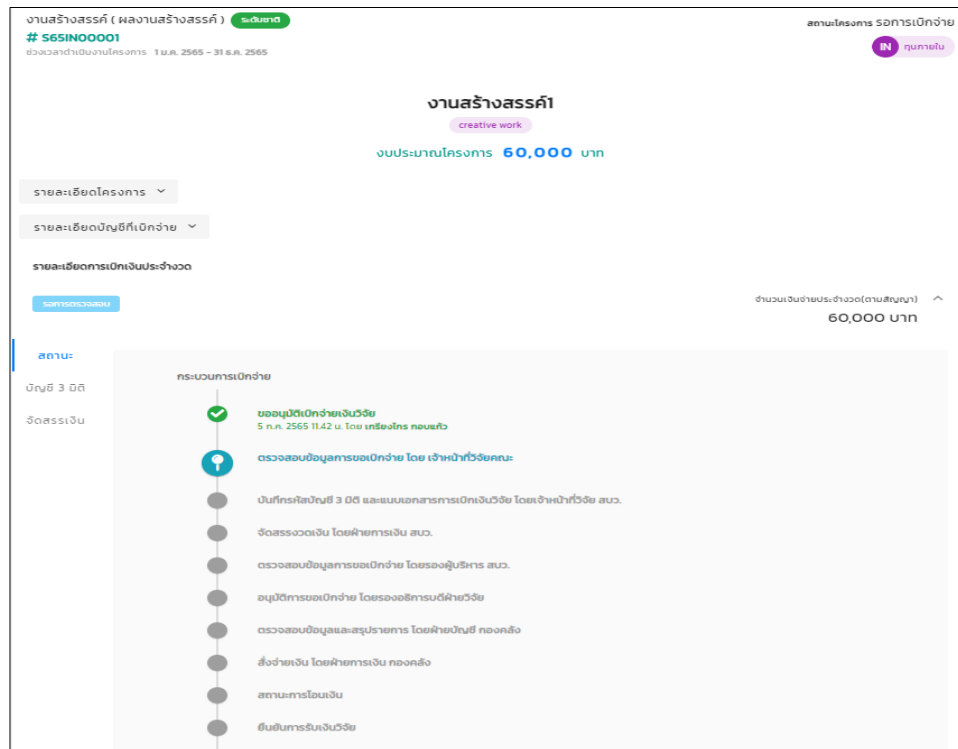 งานสร้างสรรค์ ( ผลงานสร้างสรรค์ ) ระดับชาติ
สถานะโครงการ รอการเบิกจ่าย
# S65IN00001
ช่วงเวลาดำเนินงานโครงการ 1 ม.ค. 2565 - 31 ธ.ค. 2565
IN ทุนภายใน
งานสร้างสรรค์1
creative work
งบประมาณโครงการ 60,000 บาท
รายละเอียดโครงการ
รายละเอียดบัญชีที่เบิกจ่าย
รายละเอียดการเบิกเงินประจำงวด
รอการตรวจสอบ
จำนวนเงินจ่ายประจำงวด(ตามสัญญา)
60,000 บาท
สถานะ
บัญชี 3 มิติ
จัดสรรเงิน
กระบวนการเบิกจ่าย
ขออนุมัติเบิกจ่ายเงินวิจัย
5 ก.ค. 2565 11.42 น. โดย เกรียงไกร กอบแก้ว
ตรวจสอบข้อมูลการขอเบิกจ่าย โดย เจ้าหน้าที่วิจัยคณะ
บันทึกรหัสบัญชี 3 มิติ และแนบเอกสารการเบิกเงินวิจัย โดยเจ้าหน้าที่วิจัย สบว.
จัดสรรงวดเงิน โดยฝ่ายการเงิน สบว.
ตรวจสอบข้อมูลการขอเบิกจ่าย โดยรองผู้บริหาร สบว.
อนุมัติการขอเบิกจ่าย โดยรองอธิการบดีฝ่ายวิจัย
ตรวจสอบข้อมูลและสรุปรายการ โดยฝ่ายบัญชี กองคลัง
สั่งจ่ายเงิน โดยฝ่ายการเงิน กองคลัง
สถานะการโอนเงิน
ยืนยันการรับเงินวิจัย